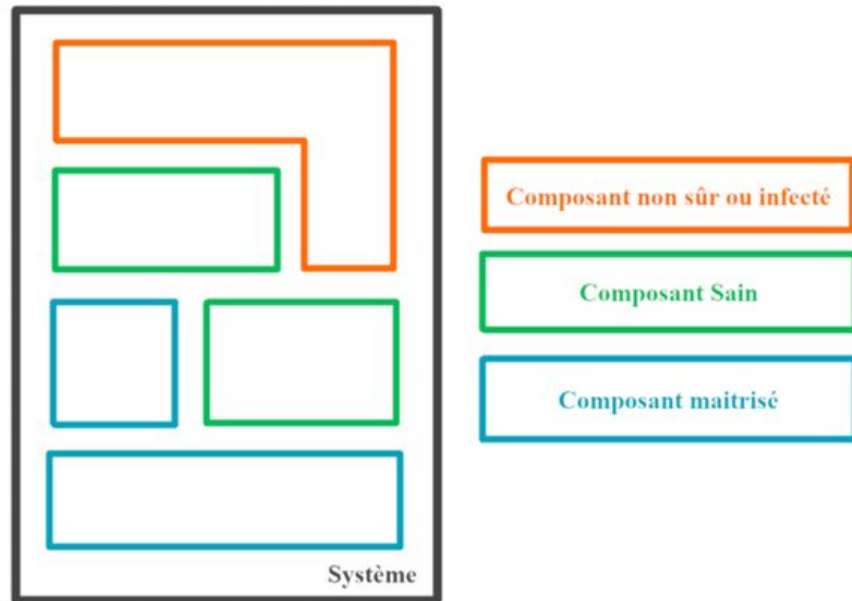 Composant non sûr ou infecté
Composant Sain
Composant maitrisé
Système